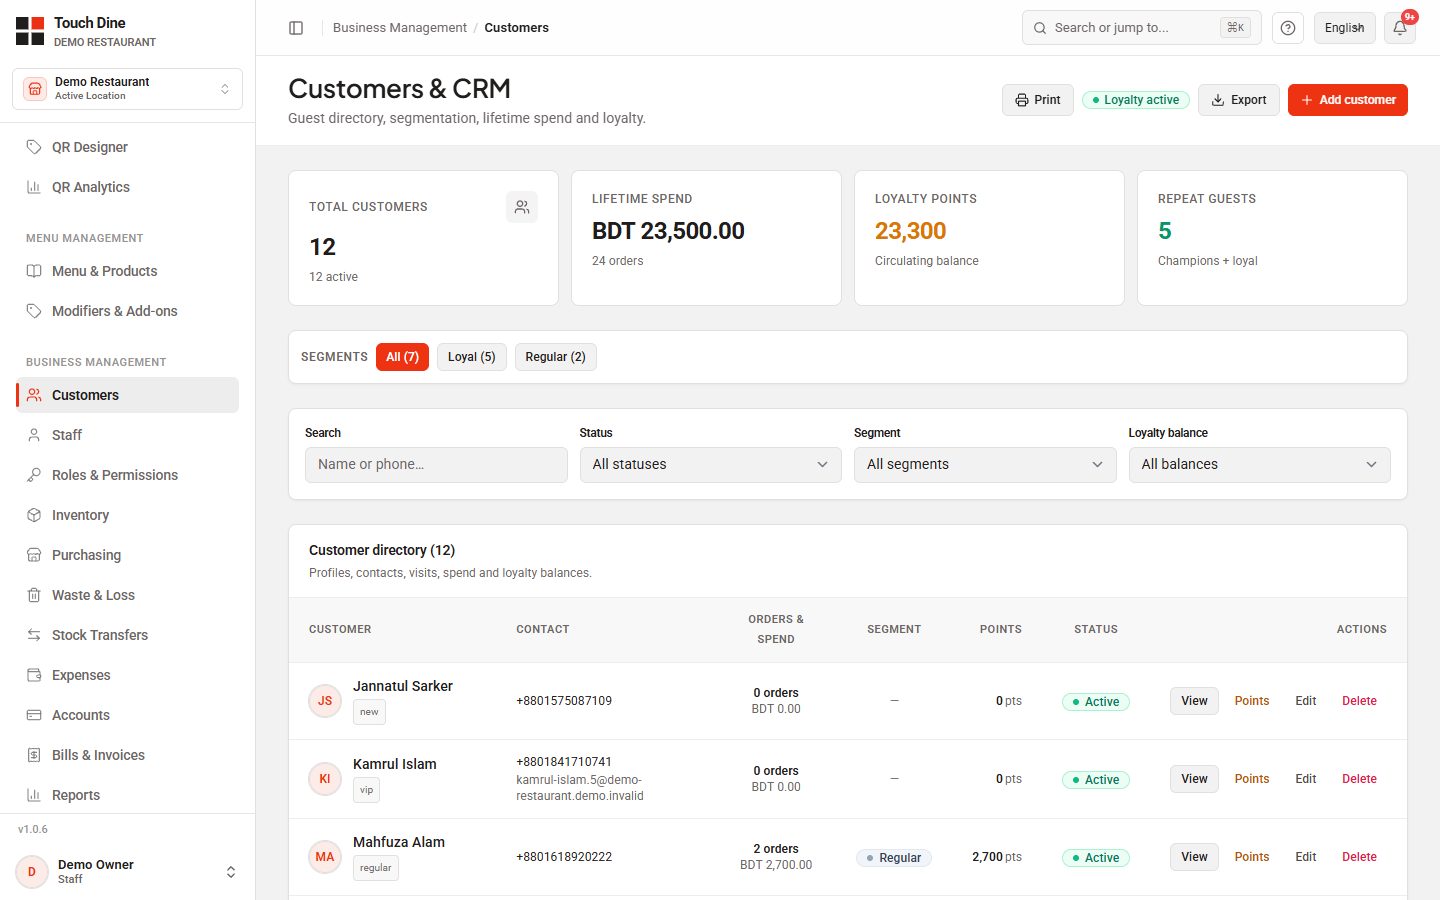 Touch Dine
DEMO RESTAURANT
Demo Restaurant
Active Location
QR Designer
QR Analytics
MENU MANAGEMENT
Menu & Products
Modifiers & Add-ons
BUSINESS MANAGEMENT
Customers
Staff
Roles & Permissions
Inventory
Purchasing
Waste & Loss
Stock Transfers
Expenses
Accounts
Bills & Invoices
Reports
v1.0.6
D
Demo Owner
Staff
Business Management / Customers
Search or jump to... ⌘K
English
9+
Customers & CRM
Guest directory, segmentation, lifetime spend and loyalty.
Print
Loyalty active
Export
Add customer
TOTAL CUSTOMERS
12
12 active
LIFETIME SPEND
BDT 23,500.00
24 orders
LOYALTY POINTS
23,300
Circulating balance
REPEAT GUESTS
5
Champions + loyal
SEGMENTS All (7) Loyal (5) Regular (2)
Search Status Segment Loyalty balance
Name or phone... All statuses All segments All balances
Customer directory (12)
Profiles, contacts, visits, spend and loyalty balances.
CUSTOMER CONTACT ORDERS & SPEND SEGMENT POINTS STATUS ACTIONS
JS Jannatul Sarker
new
+8801575087109
0 orders
BDT 0.00
—
0 pts
Active
View Points Edit Delete
KI Kamrul Islam
vip
+8801841710741
kamrul-islam.5@demo-
restaurant.demo.invalid
0 orders
BDT 0.00
—
0 pts
Active
View Points Edit Delete
MA Mahfuza Alam
regular
+8801618920222
2 orders
BDT 2,700.00
Regular
2,700 pts
Active
View Points Edit Delete